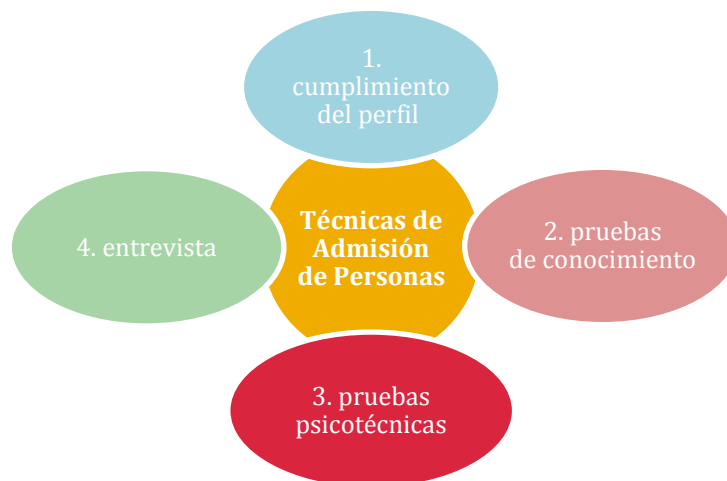 1.
cumplimiento
del perfil
Técnicas de
Admisión
de Personas
2. pruebas
de conocimiento
3. pruebas
psicotécnicas
4. entrevista